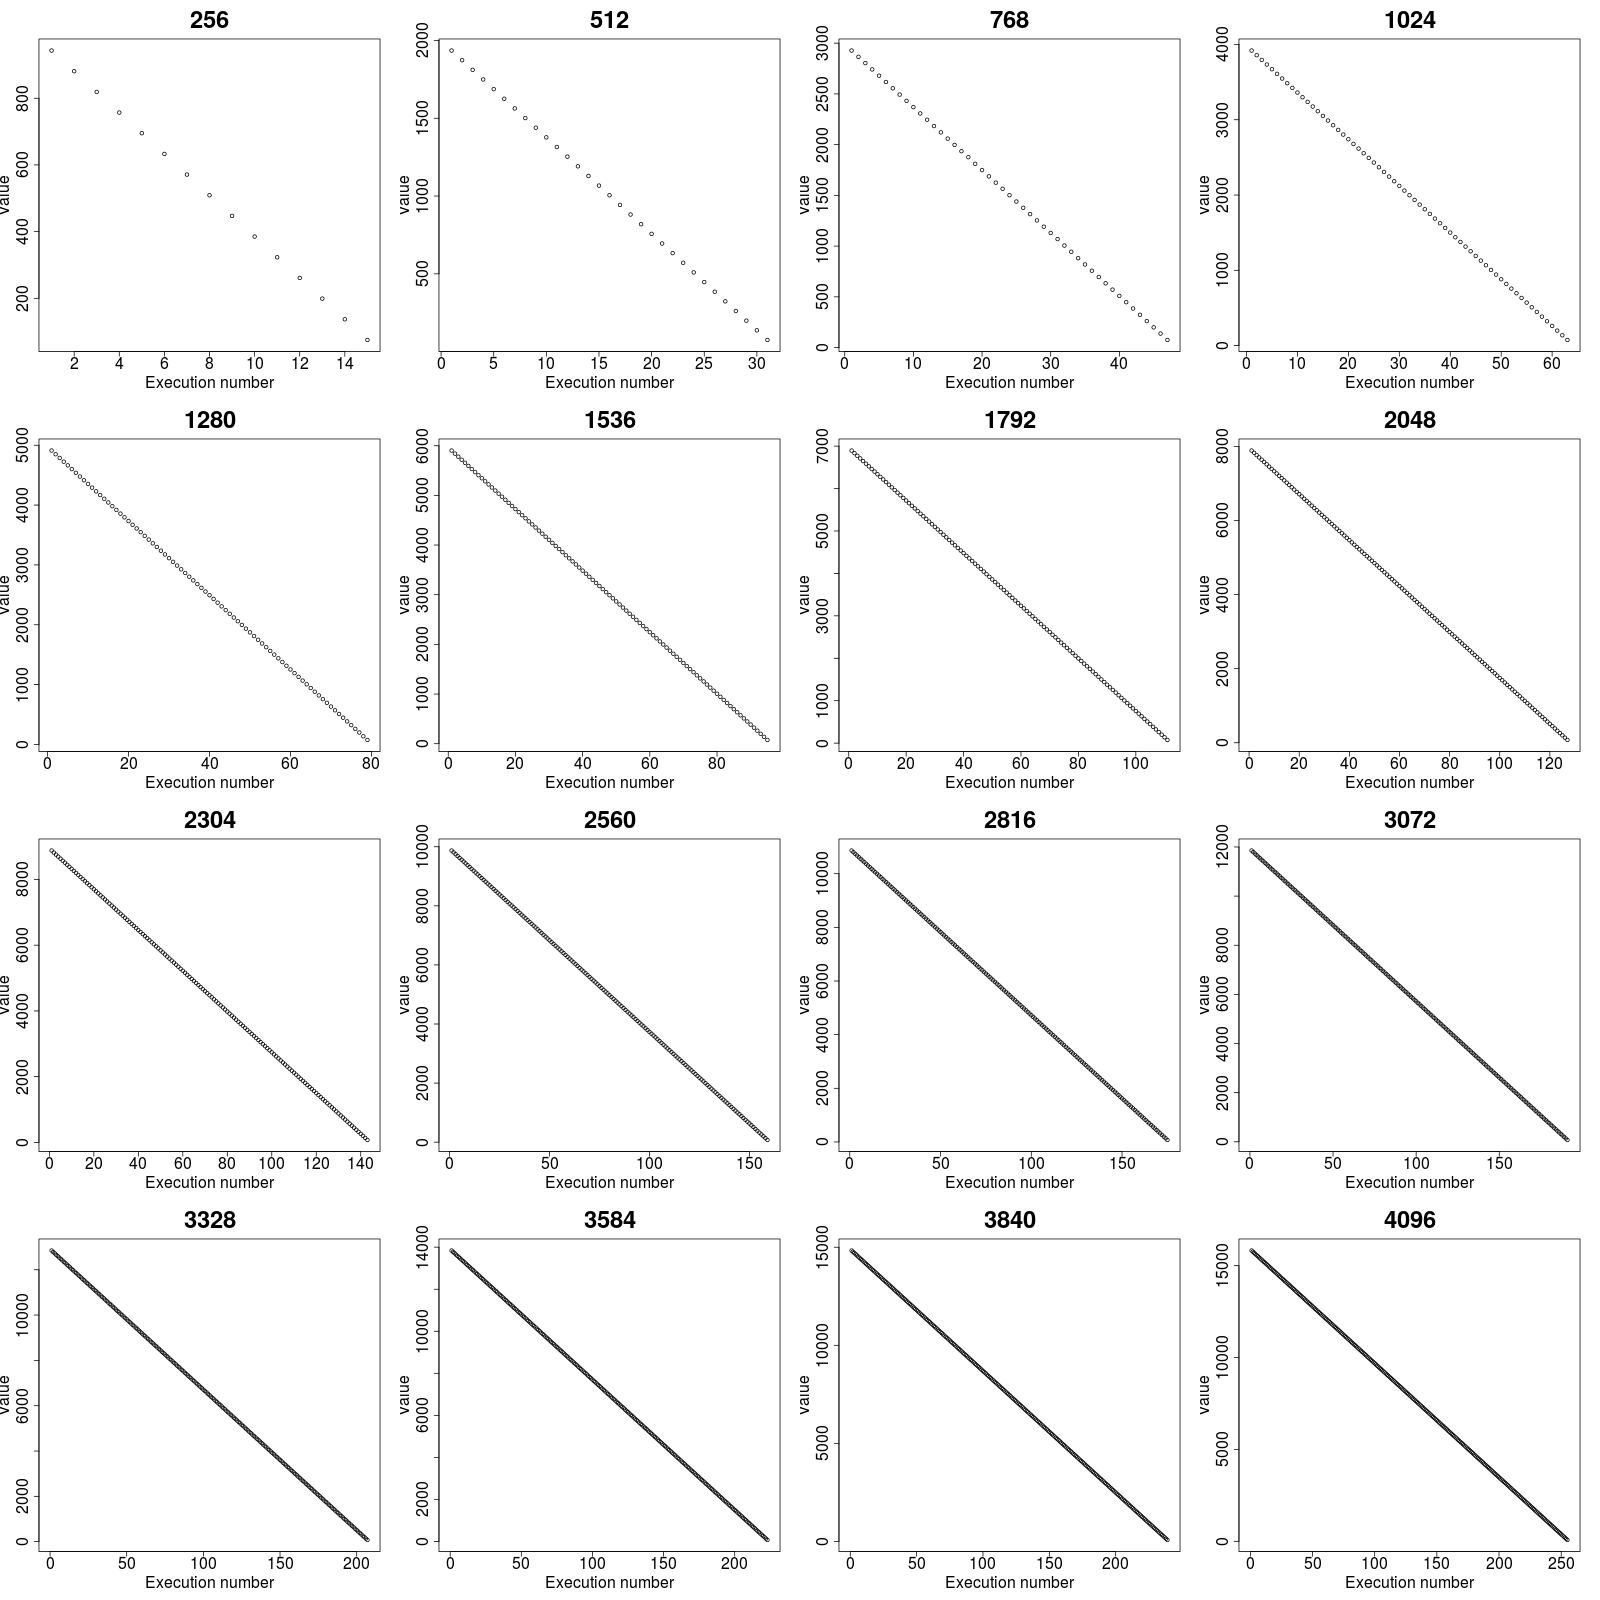 256
value
200 400 600 800
2 4 6 8 10 12 14
Execution number
512
value
500 1000 1500 2000
0 5 10 15 20 25 30
Execution number
768
value
0 500 1000 1500 2000 2500 3000
0 10 20 30 40
Execution number
1024
value
0 1000 2000 3000 4000
0 10 20 30 40 50 60
Execution number
1280
value
0 1000 2000 3000 4000 5000
0 20 40 60 80
Execution number
1536
value
0 1000 2000 3000 4000 5000 6000
0 20 40 60 80
Execution number
1792
value
0 1000 3000 5000 7000
0 20 40 60 80 100
Execution number
2048
value
0 2000 4000 6000 8000
0 20 40 60 80 100 120
Execution number
2304
value
0 2000 4000 6000 8000
0 20 40 60 80 100 120 140
Execution number
2560
value
0 2000 4000 6000 8000 10000
0 50 100 150
Execution number
2816
value
0 2000 4000 6000 8000 10000
0 50 100 150
Execution number
3072
value
0 2000 4000 6000 8000 12000
0 50 100 150
Execution number
3328
value
0 2000 6000 10000
0 50 100 150 200
Execution number
3584
value
0 2000 6000 10000 14000
0 50 100 150 200
Execution number
3840
value
0 5000 10000 15000
0 50 100 150 200
Execution number
4096
value
0 5000 10000 15000
0 50 100 150 200 250
Execution number